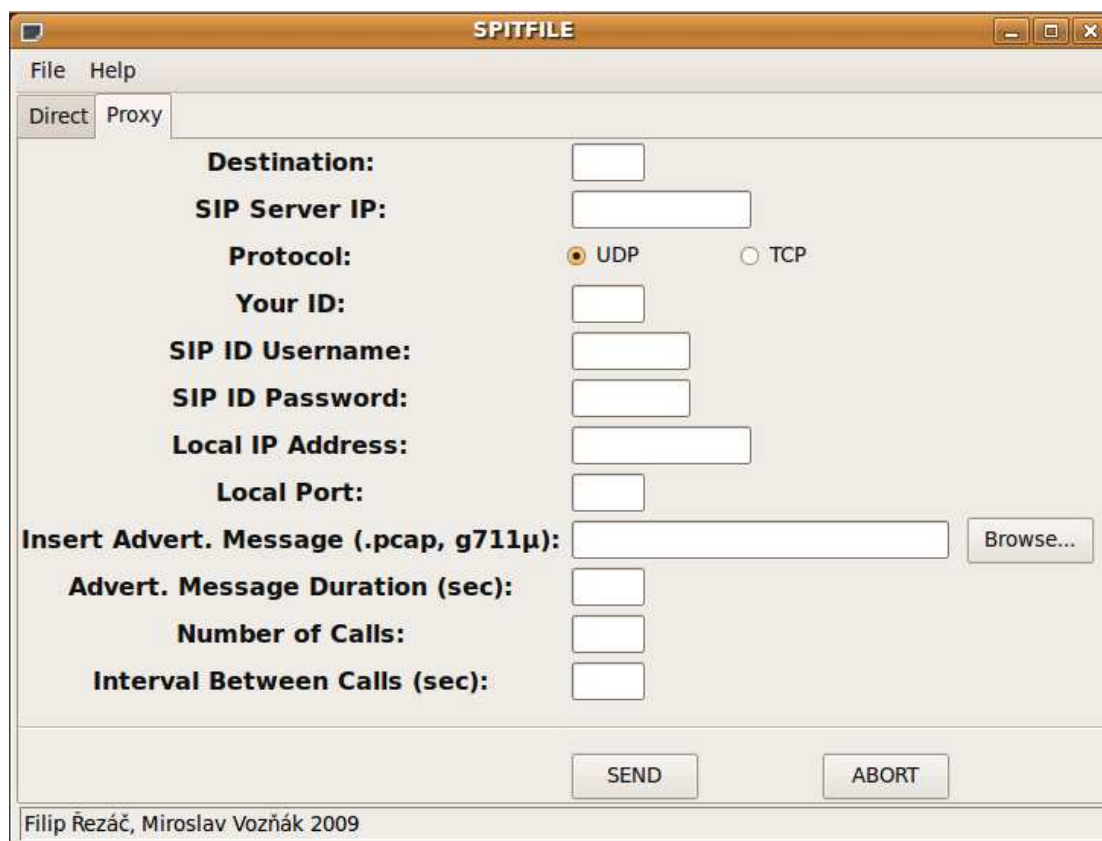 SPITFILE
File Help
Direct Proxy
Destination:
SIP Server IP:
Protocol: UDP TCP
Your ID:
SIP ID Username:
SIP ID Password:
Local IP Address:
Local Port:
Insert Advert. Message (.pcap, g711µ): Browse...
Advert. Message Duration (sec):
Number of Calls:
Interval Between Calls (sec):
SEND ABORT
Filip Řezáč, Miroslav Vozňák 2009